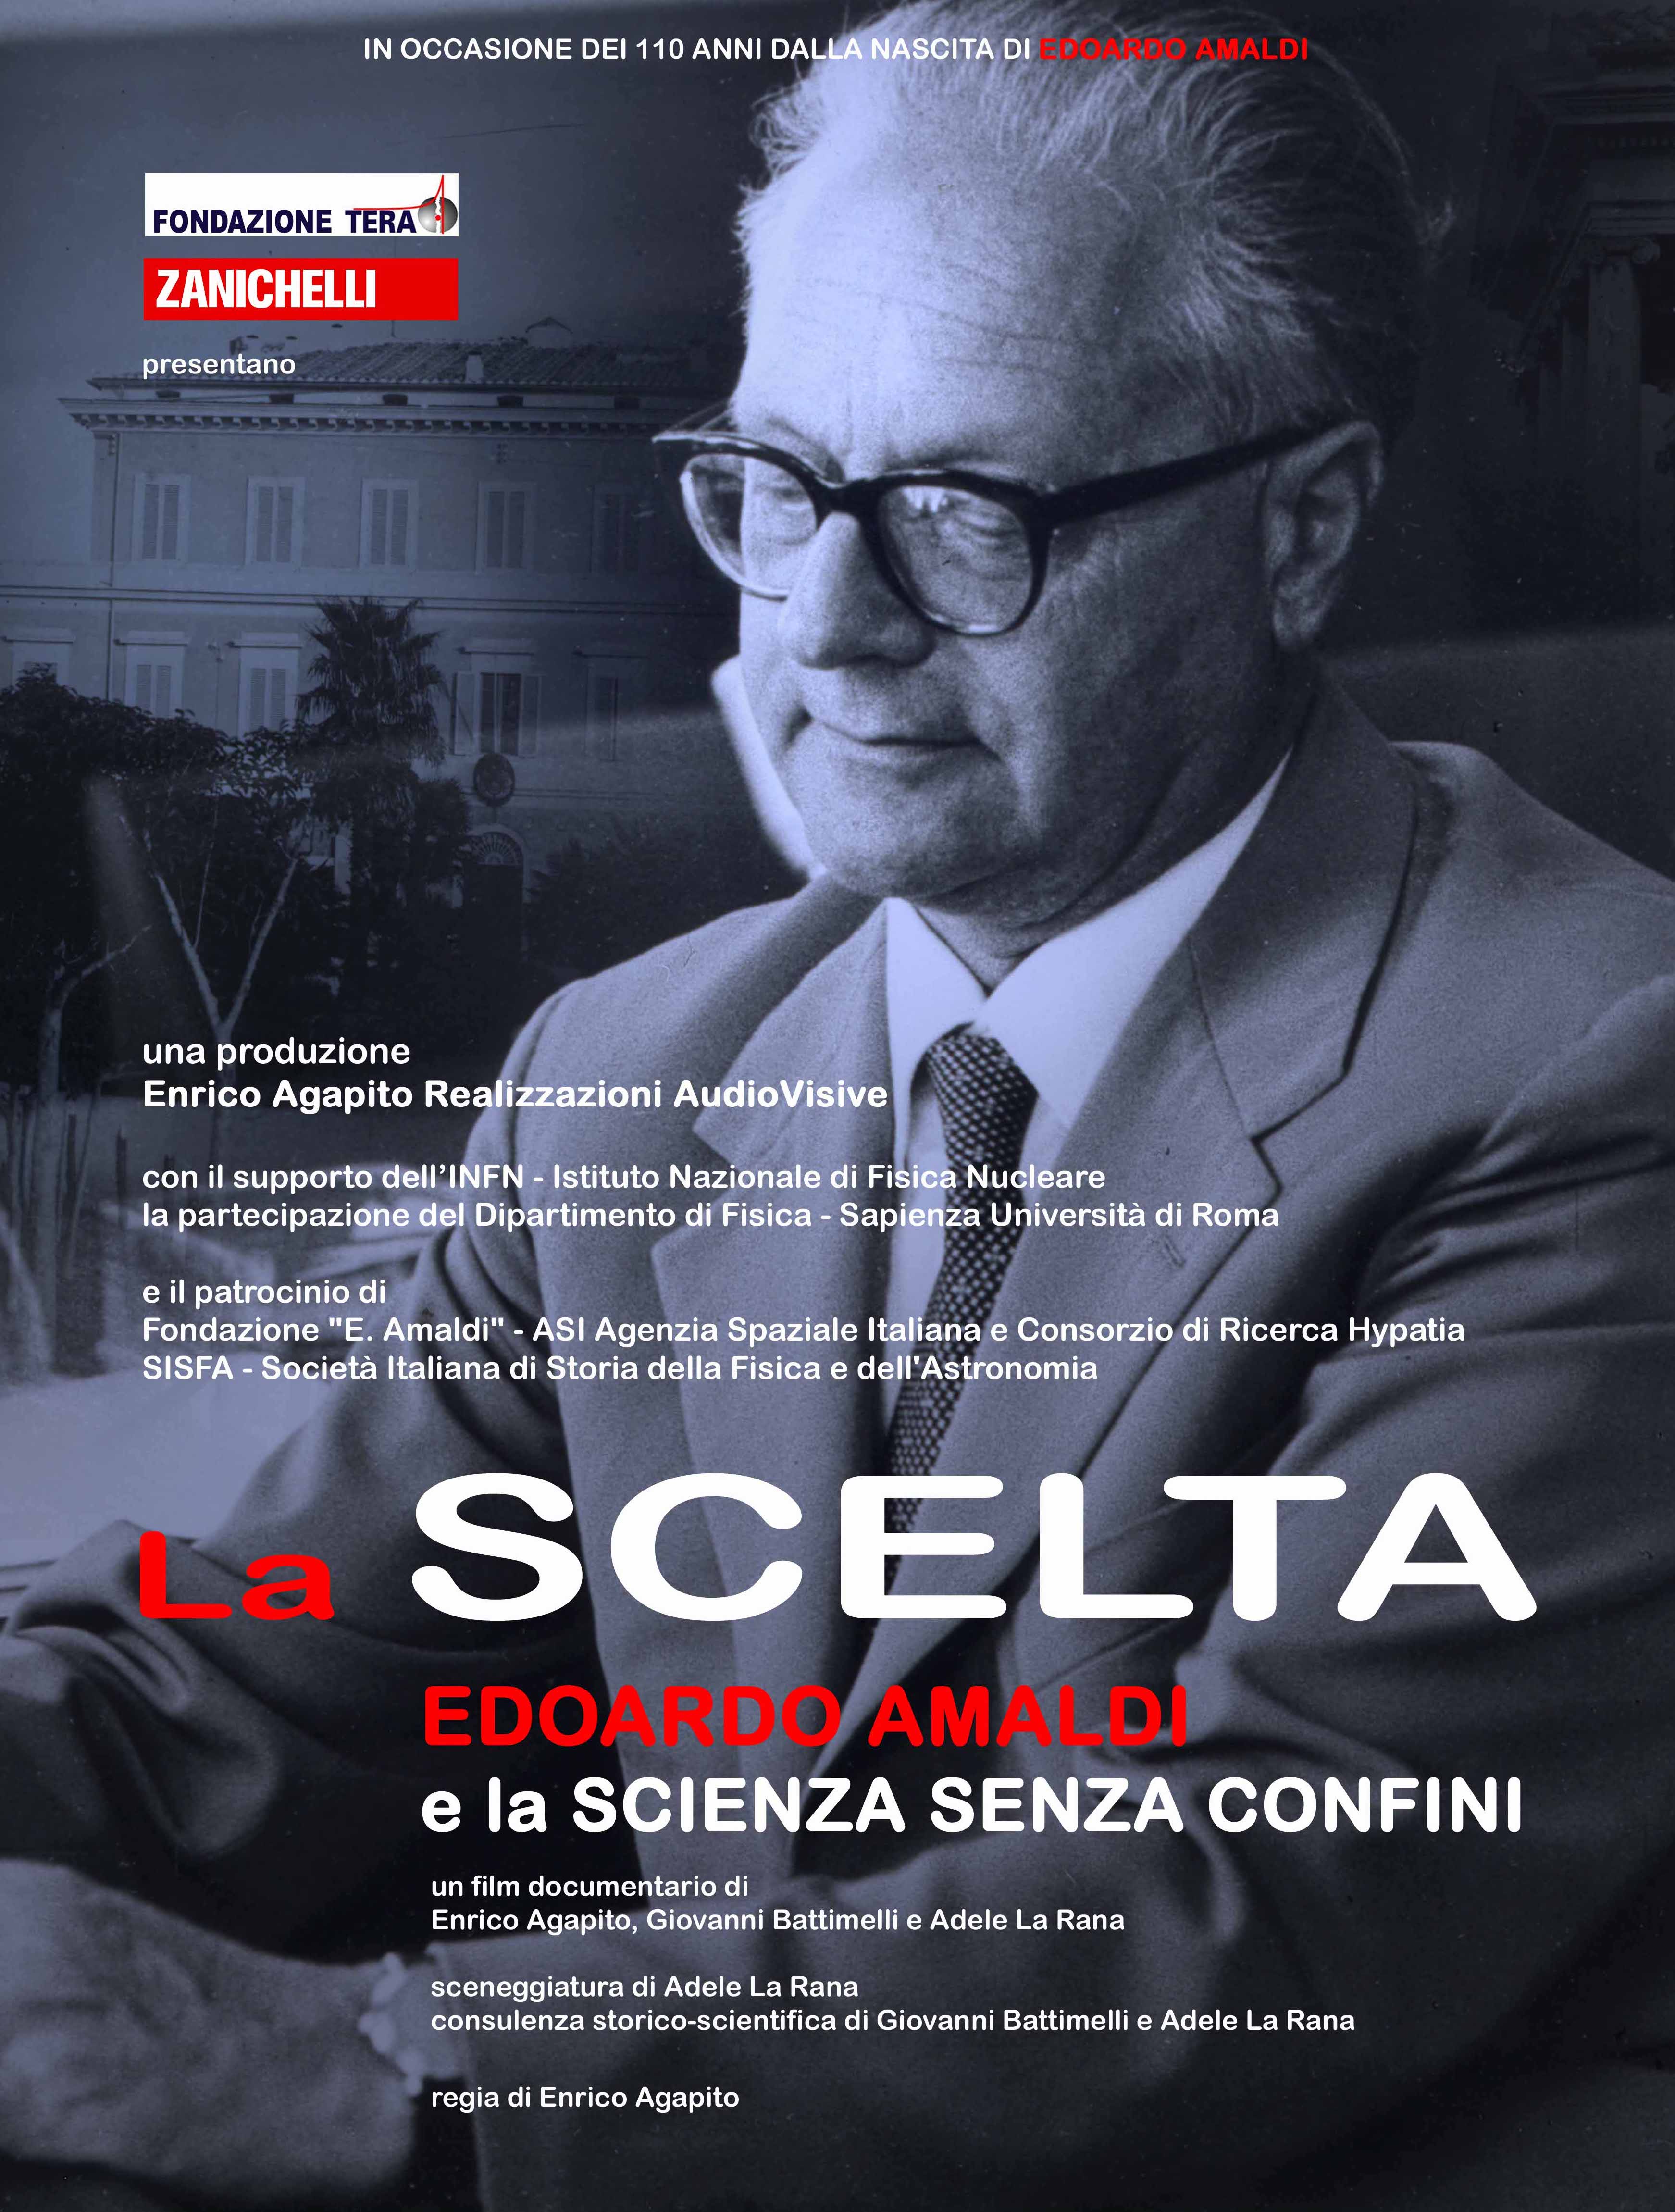 IN OCCASIONE DEI 110 ANNI DALLA NASCITA DI EDOARDO AMALDI
FONDAZIONE TERA
ZANICHELLI
presentano
una produzione
Enrico Agapito Realizzazioni AudioVisive
con il supporto dell’INFN - Istituto Nazionale di Fisica Nucleare
la partecipazione del Dipartimento di Fisica - Sapienza Università di Roma
e il patrocinio di
Fondazione "E. Amaldi" - ASI Agenzia Spaziale Italiana e Consorzio di Ricerca Hypatia
SISFA - Società Italiana di Storia della Fisica e dell'Astronomia
La SCELTA
EDOARDO AMALDI
e la SCIENZA SENZA CONFINI
un film documentario di
Enrico Agapito, Giovanni Battimelli e Adele La Rana
sceneggiatura di Adele La Rana
consulenza storico-scientifica di Giovanni Battimelli e Adele La Rana
regia di Enrico Agapito